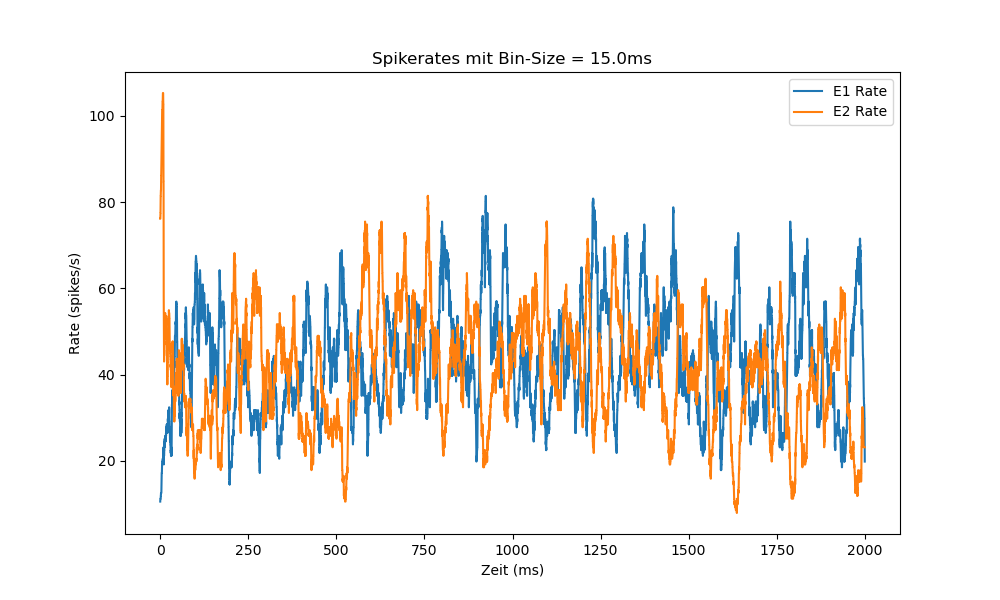 Spikerates mit Bin-Size = 15.0ms
E1 Rate
E2 Rate
100
80
60
40
20
Rate (spikes/s)
0 250 500 750 1000 1250 1500 1750 2000
Zeit (ms)